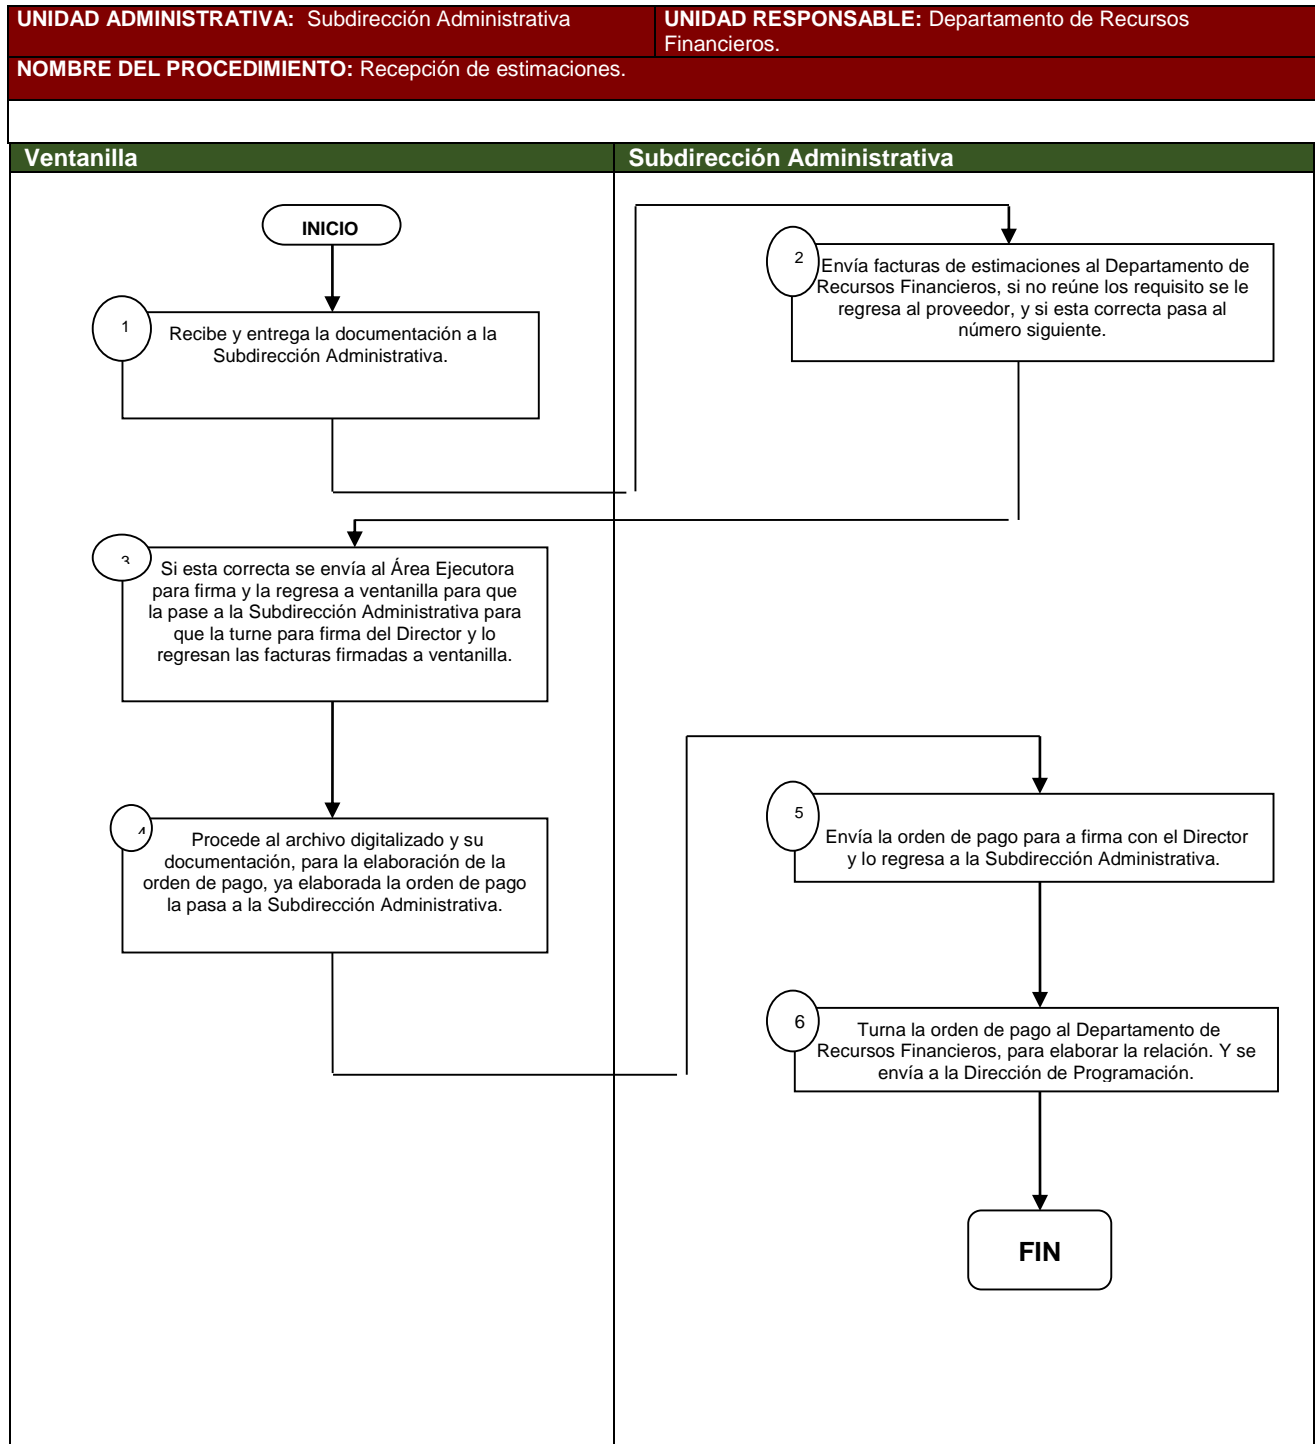 UNIDAD ADMINISTRATIVA: Subdirección Administrativa
UNIDAD RESPONSABLE: Departamento de Recursos
Financieros.
NOMBRE DEL PROCEDIMIENTO: Recepción de estimaciones.
Ventanilla
Subdirección Administrativa
INICIO
1
Recibe y entrega la documentación a la
Subdirección Administrativa.
2
Envía facturas de estimaciones al Departamento de
Recursos Financieros, si no reúne los requisito se le
regresa al proveedor, y si esta correcta pasa al
número siguiente.
3
Si esta correcta se envía al Área Ejecutora
para firma y la regresa a ventanilla para que
la pase a la Subdirección Administrativa para
que la turne para firma del Director y lo
regresan las facturas firmadas a ventanilla.
4
Procede al archivo digitalizado y su
documentación, para la elaboración de la
orden de pago, ya elaborada la orden de pago
la pasa a la Subdirección Administrativa.
5
Envía la orden de pago para a firma con el Director
y lo regresa a la Subdirección Administrativa.
6
Turna la orden de pago al Departamento de
Recursos Financieros, para elaborar la relación. Y se
envía a la Dirección de Programación.
FIN